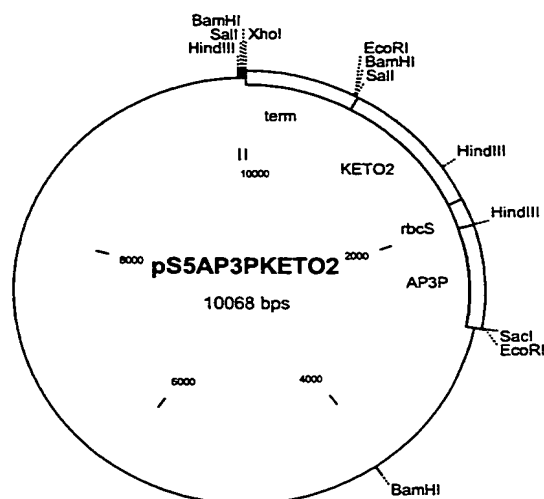 BamHI
SalI XhoI
HindIII
EcoRI
BamHI
SalI
term
HindIII
II
10000
KETO2
HindIII
rbcS
2000
8000
pS5AP3PKETO2
AP3P
10068 bps
SacI
EcoRI
6000
4000
BamHI